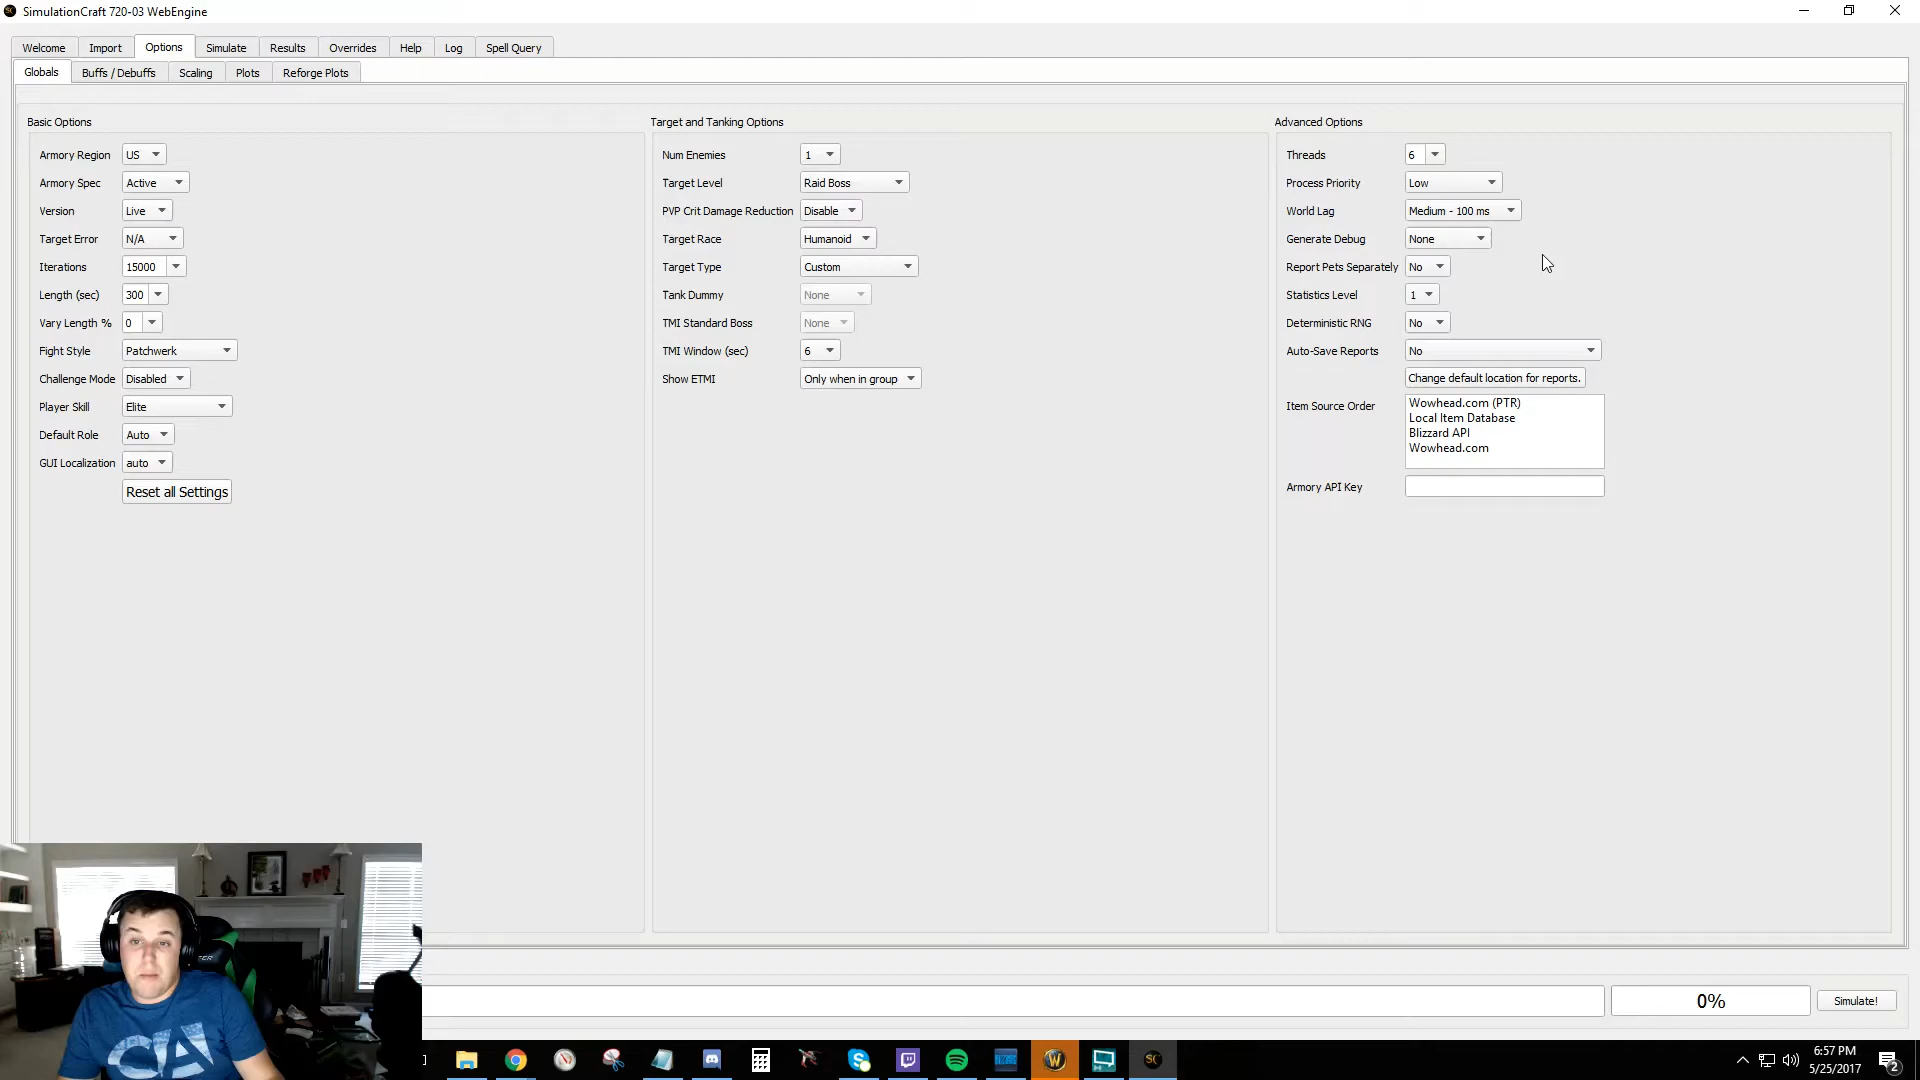 SimulationCraft 720-03 WebEngine
Welcome Import Options Simulate Results Overrides Help Log Spell Query
Globals Buffs / Debuffs Scaling Plots Reforge Plots
Basic Options
Armory Region US
Armory Spec Active
Version Live
Target Error N/A
Iterations 15000
Length (sec) 300
Vary Length % 0
Fight Style Patchwerk
Challenge Mode Disabled
Player Skill Elite
Default Role Auto
GUI Localization auto
Reset all Settings
Target and Tanking Options
Num Enemies 1
Target Level Raid Boss
PVP Crit Damage Reduction Disable
Target Race Humanoid
Target Type Custom
Tank Dummy None
TMI Standard Boss None
TMI Window (sec) 6
Show ETMI Only when in group
Advanced Options
Threads 6
Process Priority Low
World Lag Medium - 100 ms
Generate Debug None
Report Pets Separately No
Statistics Level 1
Deterministic RNG No
Auto-Save Reports No
Change default location for reports.
Item Source Order
Wowhead.com (PTR)
Local Item Database
Blizzard API
Wowhead.com
Armory API Key
0% Simulate!
CIA
6:57 PM
5/25/2017
2